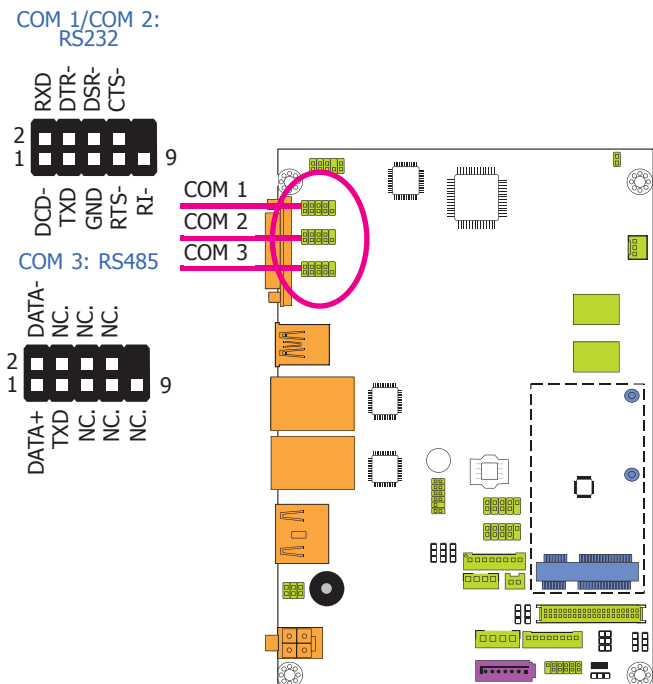 COM 1/COM 2:
RS232
RXD
DTR-
DSR-
CTS-
2
1
9
DCD-
TXD
GND
RTS-
RI-
COM 1
COM 2
COM 3
COM 3: RS485
DATA-
NC.
NC.
NC.
2
1
9
DATA+
TXD
NC.
NC.
NC.